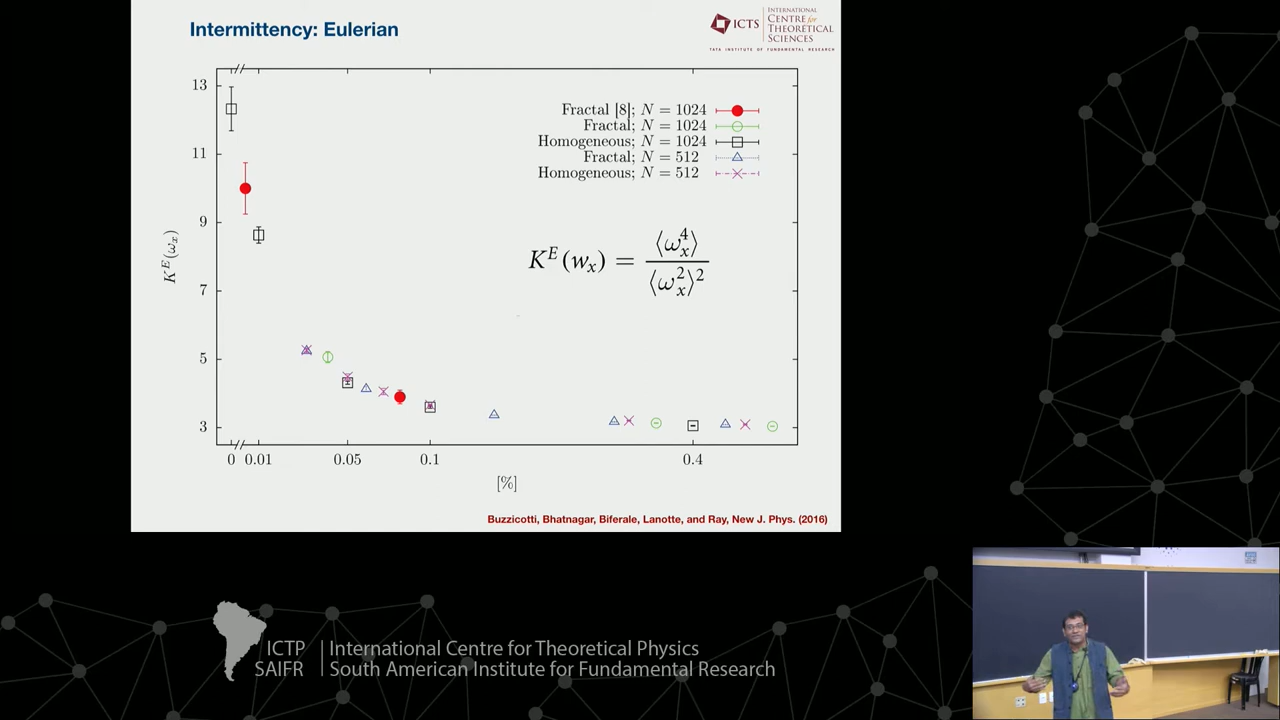 Intermittency: Eulerian
ICTS
INTERNATIONAL
CENTRE for
THEORETICAL
SCIENCES
TATA INSTITUTE OF FUNDAMENTAL RESEARCH
13
11
9
7
5
3
K^E(ω_x)
Fractal [8]; N = 1024
Fractal; N = 1024
Homogeneous; N = 1024
Fractal; N = 512
Homogeneous; N = 512
K^E(w_x) = ⟨ω_x^4⟩ / ⟨ω_x^2⟩^2
0 0.01 0.05 0.1 0.4
[%]
Buzzicotti, Bhatnagar, Biferale, Lanotte, and Ray, New J. Phys. (2016)
ICTP
SAIFR
International Centre for Theoretical Physics
South American Institute for Fundamental Research